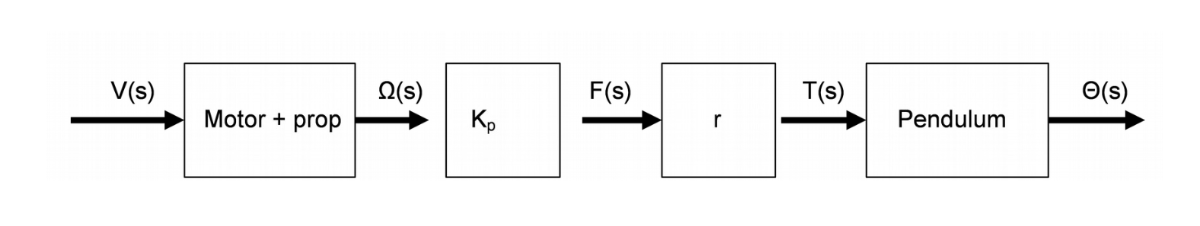 V(s)
Motor + prop
Ω(s)
Kp
F(s)
r
T(s)
Pendulum
Θ(s)